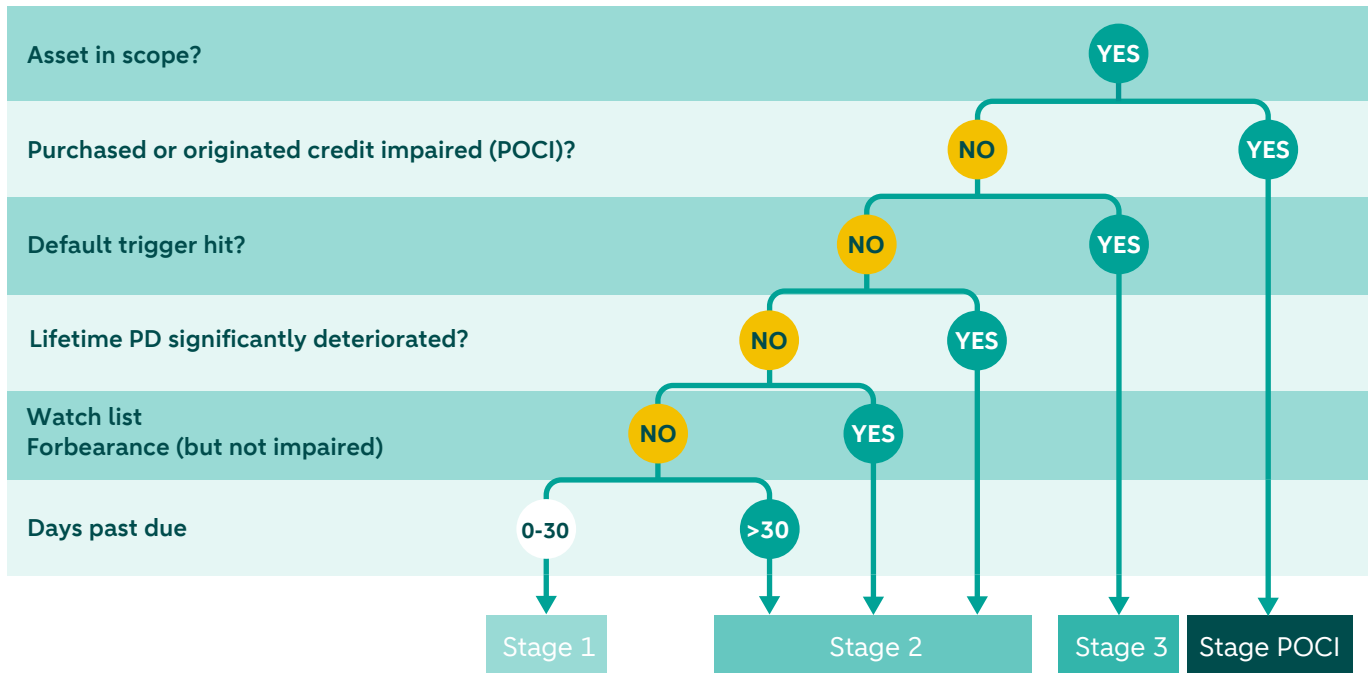 Asset in scope?
YES
Purchased or originated credit impaired (POCI)?
NO
YES
Default trigger hit?
NO
YES
Lifetime PD significantly deteriorated?
NO
YES
Watch list
Forbearance (but not impaired)
NO
YES
Days past due
0-30
>30
Stage 1
Stage 2
Stage 3
Stage POCI